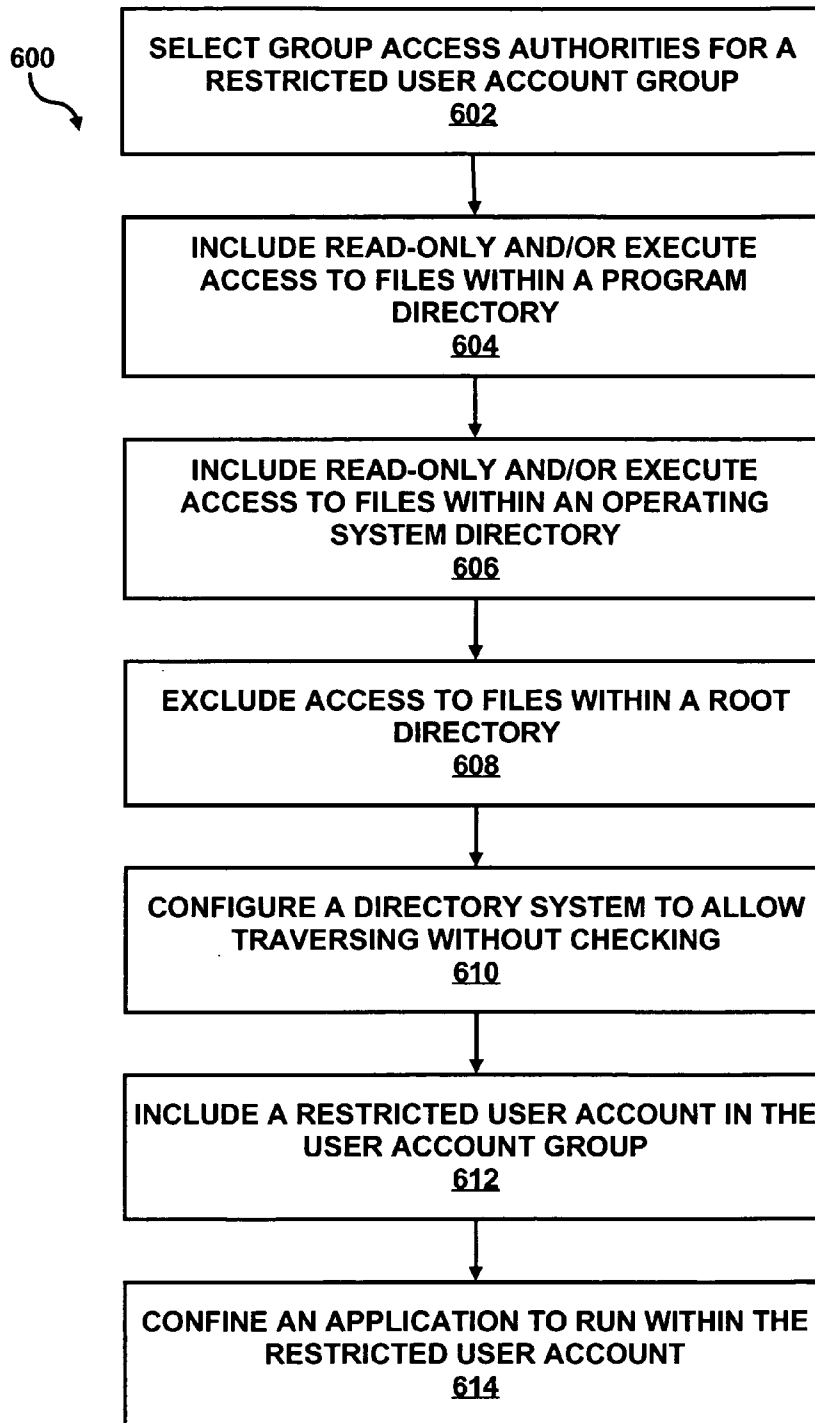 600
SELECT GROUP ACCESS AUTHORITIES FOR A
RESTRICTED USER ACCOUNT GROUP
602
INCLUDE READ-ONLY AND/OR EXECUTE
ACCESS TO FILES WITHIN A PROGRAM
DIRECTORY
604
INCLUDE READ-ONLY AND/OR EXECUTE
ACCESS TO FILES WITHIN AN OPERATING
SYSTEM DIRECTORY
606
EXCLUDE ACCESS TO FILES WITHIN A ROOT
DIRECTORY
608
CONFIGURE A DIRECTORY SYSTEM TO ALLOW
TRAVERSING WITHOUT CHECKING
610
INCLUDE A RESTRICTED USER ACCOUNT IN THE
USER ACCOUNT GROUP
612
CONFINE AN APPLICATION TO RUN WITHIN THE
RESTRICTED USER ACCOUNT
614